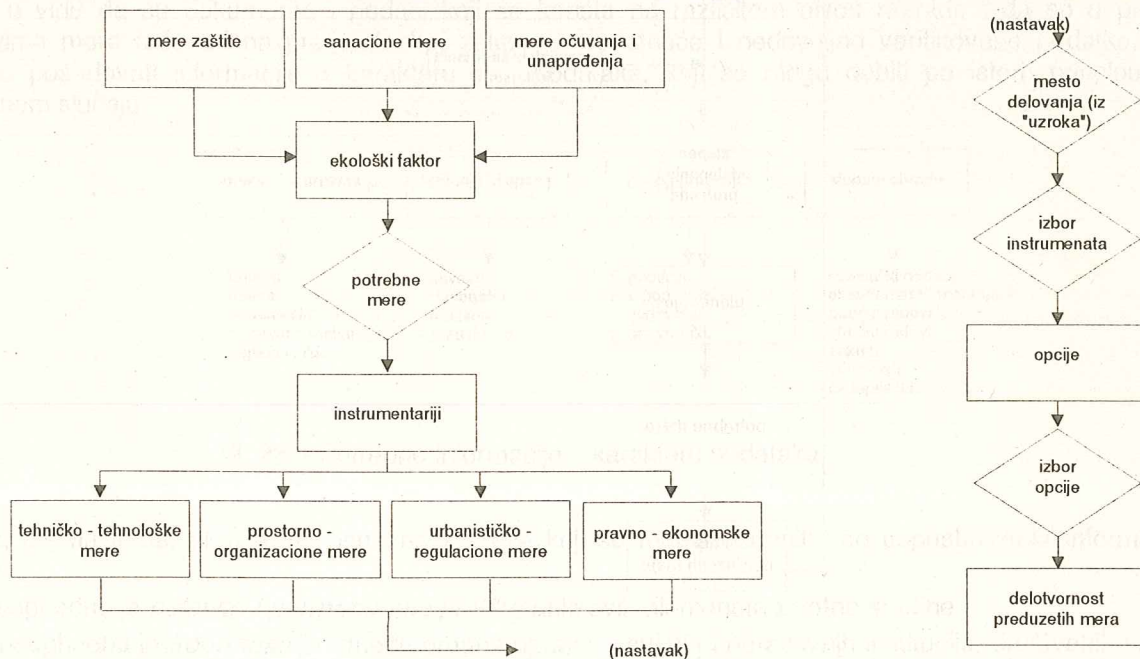 mere zaštite
sanacione mere
mere očuvanja i
unapređenja
ekološki faktor
potrebne
mere
instrumentariji
tehničko - tehnološke
mere
prostorno -
organizacione mere
urbanističko -
regulacione mere
pravno - ekonomske
mere
(nastavak)
(nastavak)
mesto
delovanja (iz
"uzroka")
izbor
instrumenata
opcije
izbor
opcije
delotvornost
preduzetih mera